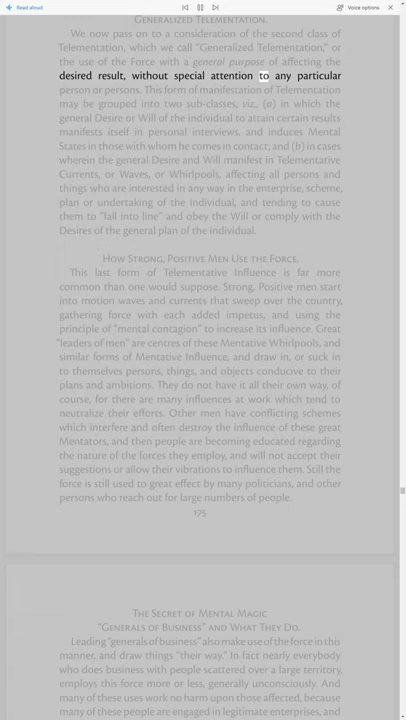 Read aloud
Voice options
GENERALIZED TELEMENTATION.
We now pass on to a consideration of the second class of
Telementation, which we call "Generalized Telementation," or
the use of the Force with a general purpose of affecting the
desired result, without special attention to any particular
person or persons. This form of manifestation of Telementation
may be grouped into two sub-classes, viz, (a) in which the
general Desire or Will of the individual to attain certain results
manifests itself in personal interviews, and induces Mental
States in those with whom he comes in contact; and (b) in cases
wherein the general Desire and Will manifest in Telementative
Currents, or Waves, or Whirlpools, affecting all persons and
things who are interested in any way in the enterprise, scheme,
plan or undertaking of the individual, and tending to cause
them to "fall into line" and obey the Will or comply with the
Desires of the general plan of the individual.
HOW STRONG, POSITIVE MEN USE THE FORCE.
This last form of Telementative Influence is far more
common than one would suppose. Strong, Positive men start
into motion waves and currents that sweep over the country,
gathering force with each added impetus, and using the
principle of "mental contagion" to increase its influence. Great
"leaders of men" are centres of these Mentative Whirlpools, and
similar forms of Mentative Influence, and draw in, or suck in
to themselves persons, things, and objects conducive to their
plans and ambitions. They do not have it all their own way, of
course, for there are many influences at work which tend to
neutralize their efforts. Other men have conflicting schemes
which interfere and often destroy the influence of these great
Mentators, and then people are becoming educated regarding
the nature of the forces they employ, and will not accept their
suggestions or allow their vibrations to influence them. Still the
force is still used to great effect by many politicians, and other
persons who reach out for large numbers of people.
175
THE SECRET OF MENTAL MAGIC
"GENERALS OF BUSINESS" AND WHAT THEY DO.
Leading "generals of business" also make use of the force in this
manner, and draw things "their way." In fact nearly everybody
who does business with people scattered over a large territory,
employs this force more or less, generally unconsciously. And
many of these uses work no harm upon those affected, because
many of these people are engaged in legitimate enterprises, and